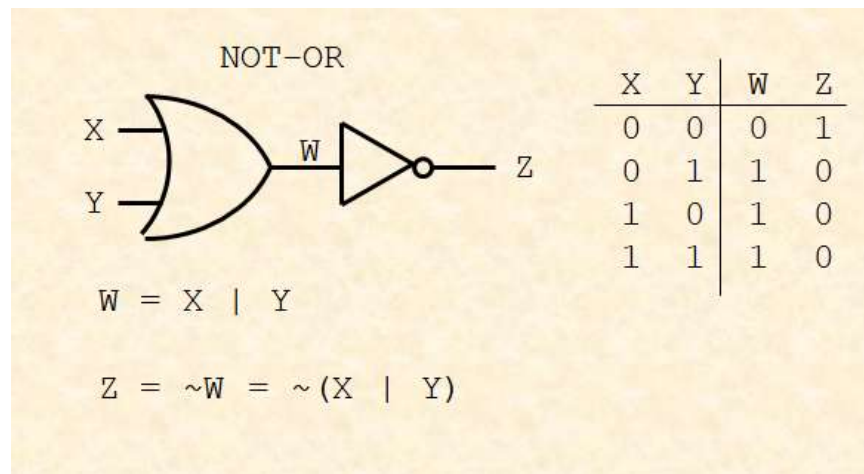 NOT-OR
X
Y
W
Z
W = X | Y
Z = ~W = ~(X | Y)
X Y W Z
0 0 0 1
0 1 1 0
1 0 1 0
1 1 1 0